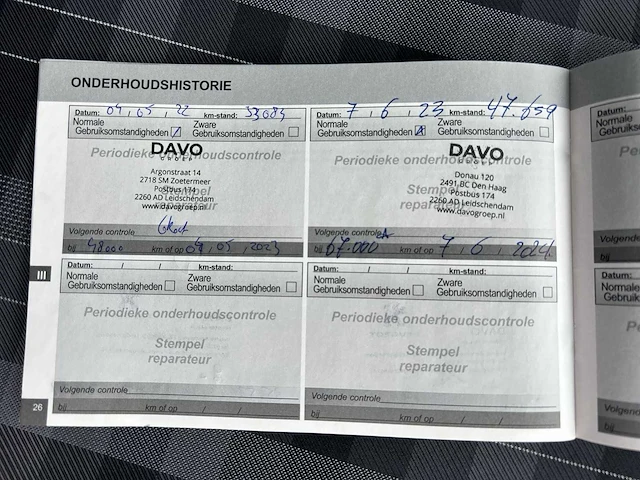 ONDERHOUDSHISTORIE
Datum: 04, 05, 22 km-stand: 33083
Normale Gebruiksomstandigheden
Zware Gebruiksomstandigheden
Periodieke onderhoudscontrole
DAVO
GROEP
Argonstraat 14
2718 SM Zoetermeer
Postbus 174
2260 AD Leidschendam
www.davogroep.nl
Stempel
reparateur
Volgende controle
bij 48000 km of op 04, 05, 2023
Datum: 7, 6, 23 km-stand: 47.659
Normale Gebruiksomstandigheden
Zware Gebruiksomstandigheden
Periodieke onderhoudscontrole
DAVO
GROEP
Donau 120
2491 BC Den Haag
Postbus 174
2260 AD Leidschendam
www.davogroep.nl
Stempel
reparateur
Volgende controle
bij 67.000 km of op 7, 6, 2024
III
Datum: / / km-stand:
Normale Gebruiksomstandigheden
Zware Gebruiksomstandigheden
Periodieke onderhoudscontrole
Stempel
reparateur
Volgende controle
bij km of op / /
Datum: / / km-stand:
Normale Gebruiksomstandigheden
Zware Gebruiksomstandigheden
Periodieke onderhoudscontrole
Stempel
reparateur
Volgende controle
bij km of op / /
26